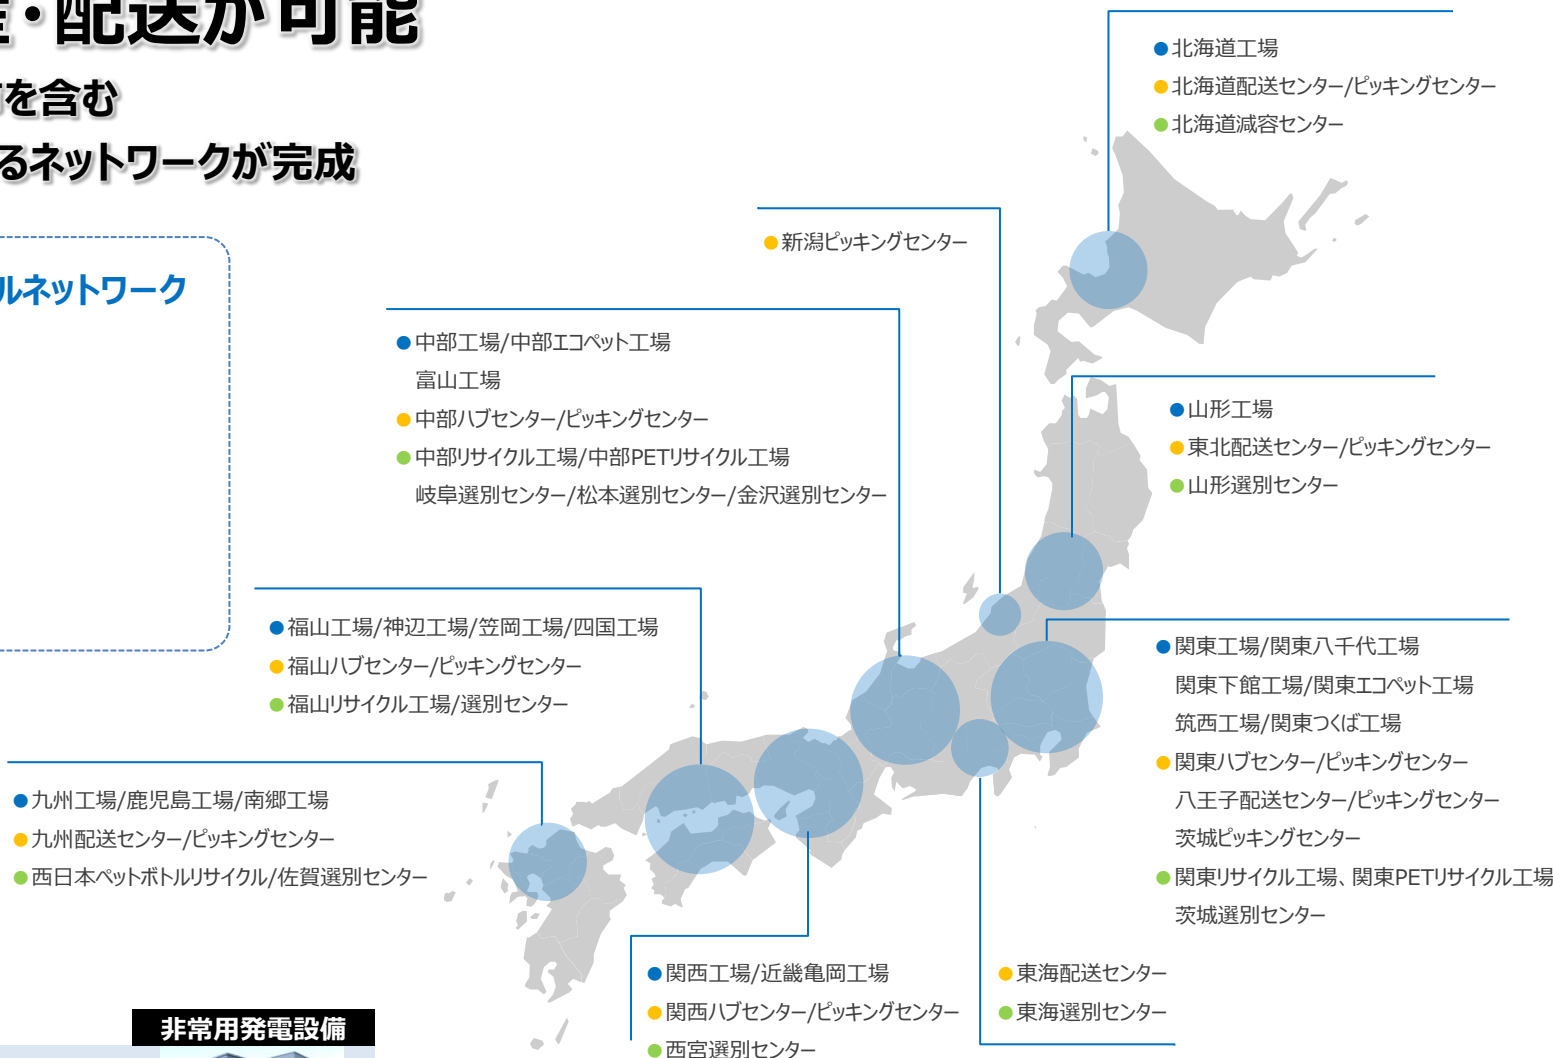 産・配送が可能
を含む
るネットワークが完成
ルネットワーク
●北海道工場
●北海道配送センター/ピッキングセンター
●北海道減容センター
●新潟ピッキングセンター
●中部工場/中部エコペット工場
富山工場
●中部ハブセンター/ピッキングセンター
●中部リサイクル工場/中部PETリサイクル工場
岐阜選別センター/松本選別センター/金沢選別センター
●山形工場
●東北配送センター/ピッキングセンター
●山形選別センター
●福山工場/神辺工場/笠岡工場/四国工場
●福山ハブセンター/ピッキングセンター
●福山リサイクル工場/選別センター
●関東工場/関東八千代工場
関東下館工場/関東エコペット工場
筑西工場/関東つくば工場
●関東ハブセンター/ピッキングセンター
八王子配送センター/ピッキングセンター
茨城ピッキングセンター
●関東リサイクル工場、関東PETリサイクル工場
茨城選別センター
●九州工場/鹿児島工場/南郷工場
●九州配送センター/ピッキングセンター
●西日本ペットボトルリサイクル/佐賀選別センター
●関西工場/近畿亀岡工場
●関西ハブセンター/ピッキングセンター
●西宮選別センター
●東海配送センター
●東海選別センター
非常用発電設備